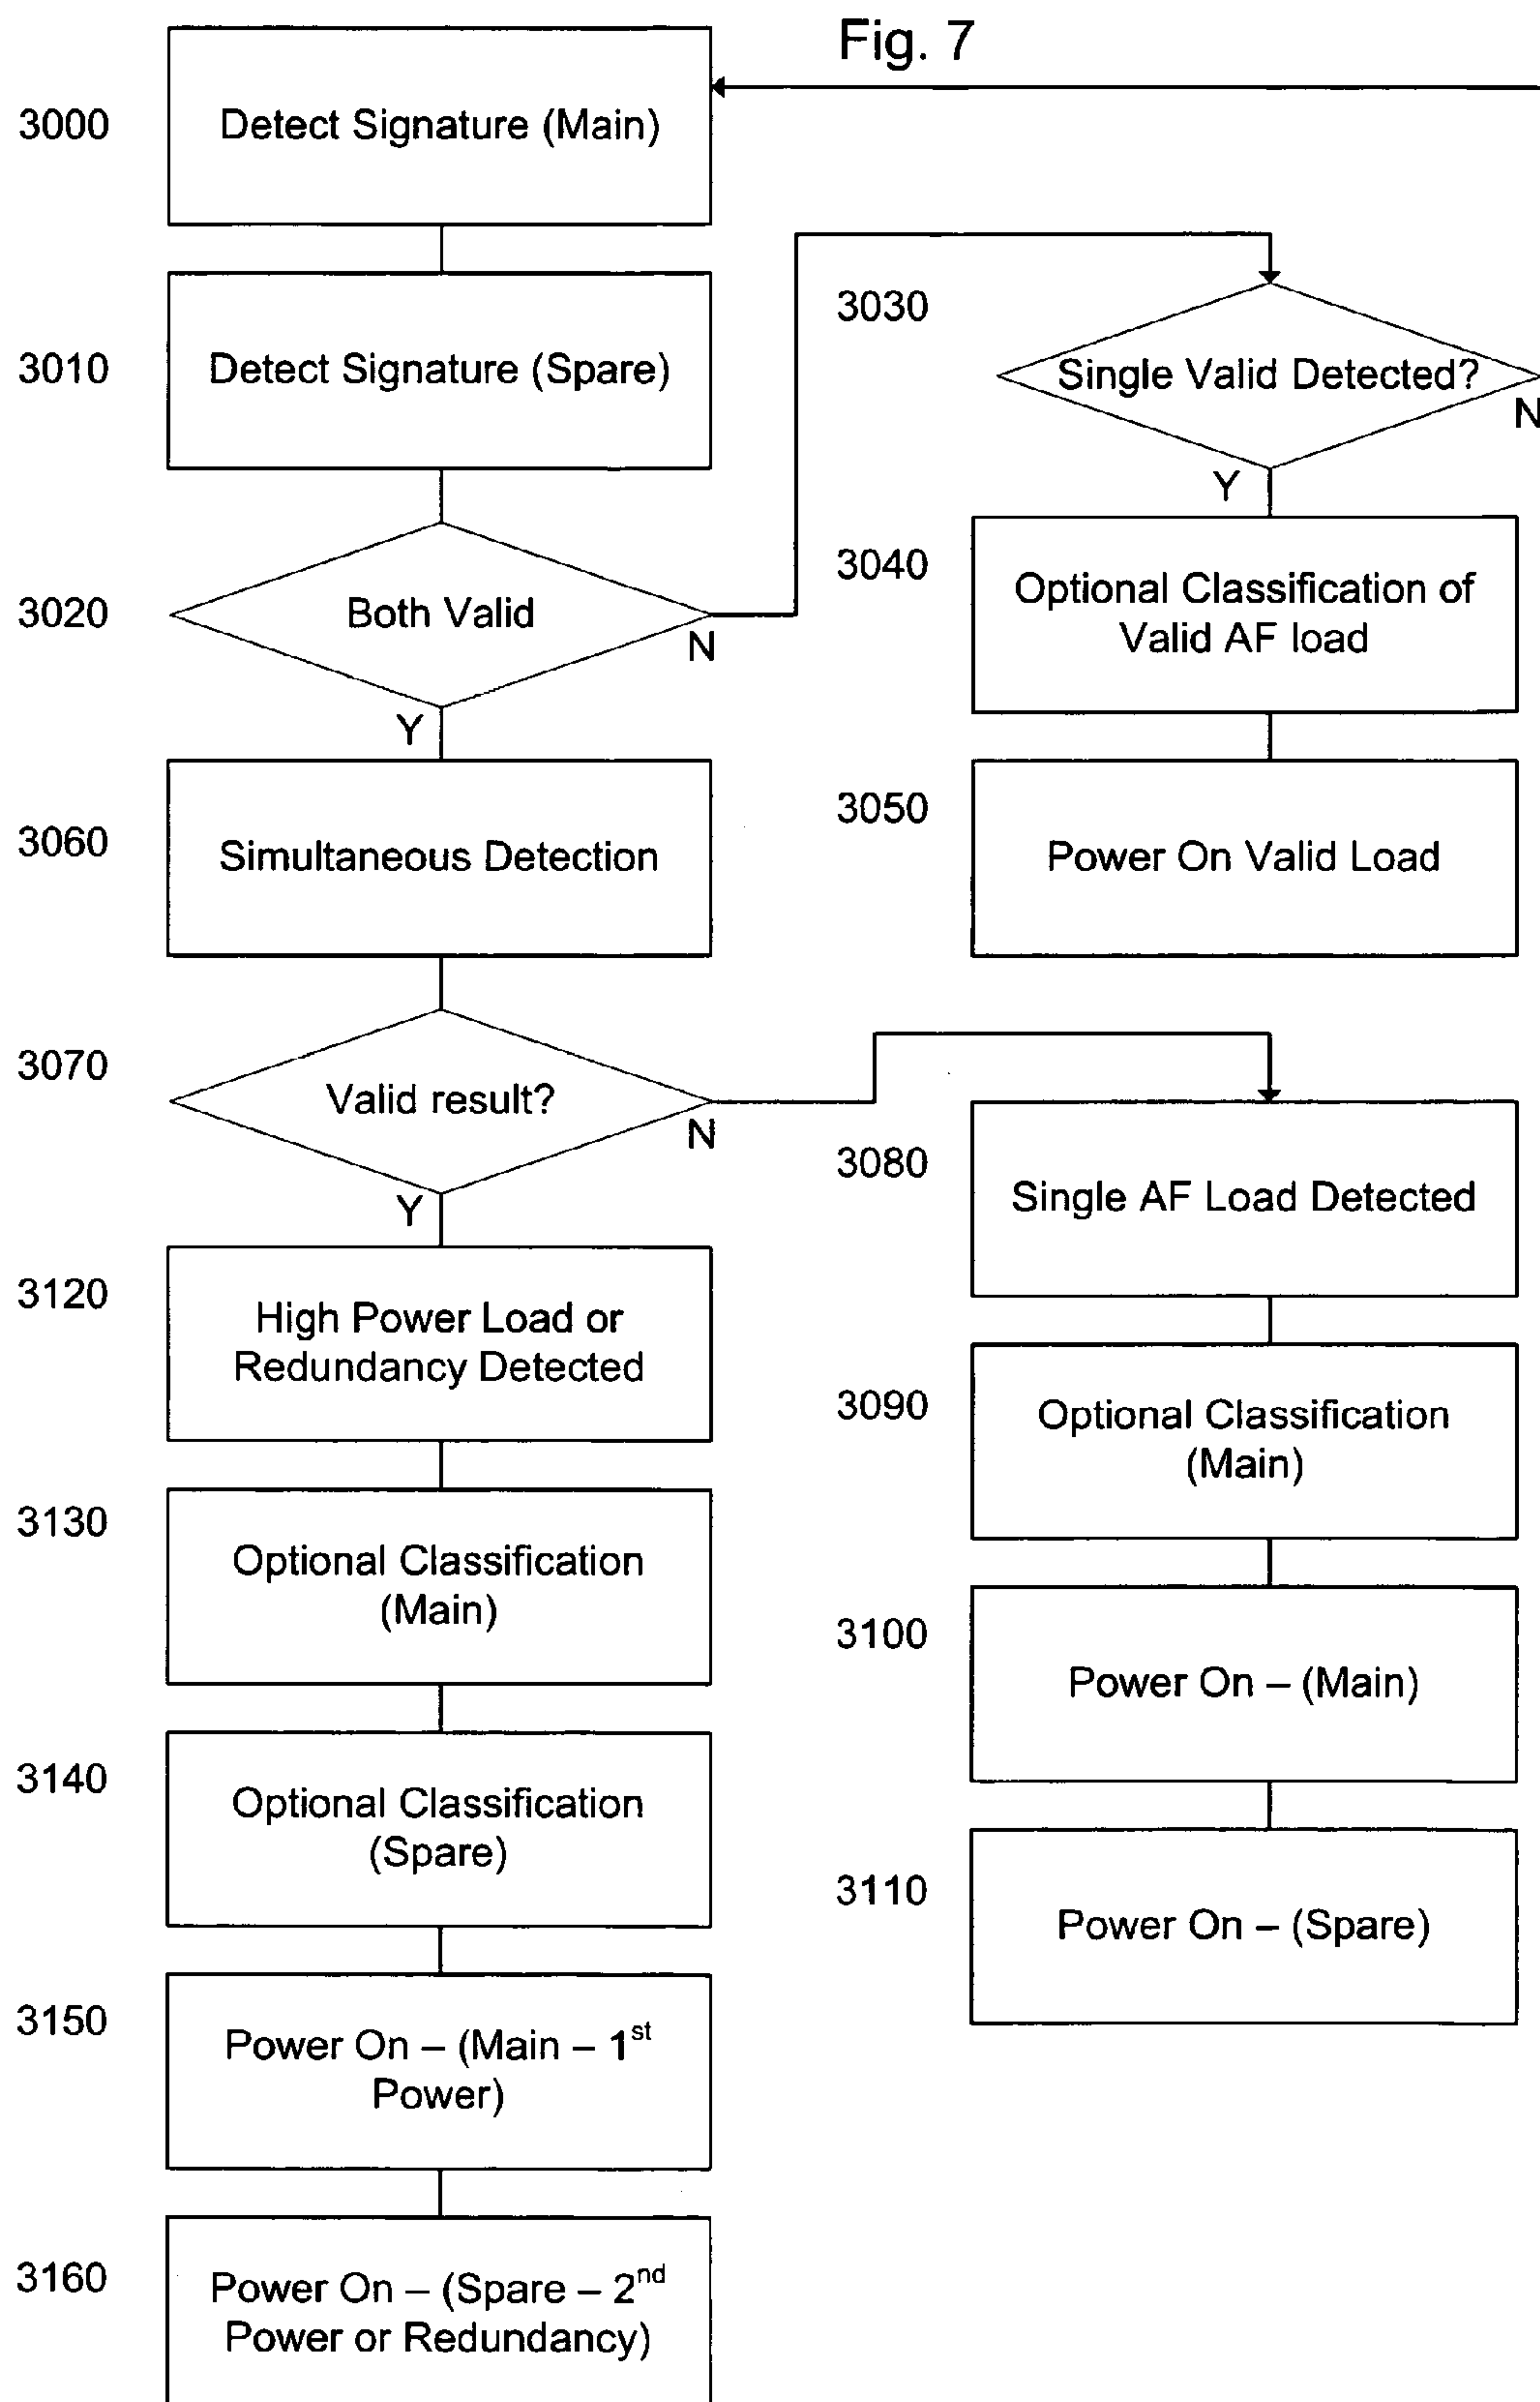 Fig. 7
3000
Detect Signature (Main)
3010
Detect Signature (Spare)
3020
Both Valid
N
Y
3030
Single Valid Detected?
N
Y
3040
Optional Classification of
Valid AF load
3050
Power On Valid Load
3060
Simultaneous Detection
3070
Valid result?
N
Y
3080
Single AF Load Detected
3090
Optional Classification
(Main)
3100
Power On – (Main)
3110
Power On – (Spare)
3120
High Power Load or
Redundancy Detected
3130
Optional Classification
(Main)
3140
Optional Classification
(Spare)
3150
Power On – (Main – 1st
Power)
3160
Power On – (Spare – 2nd
Power or Redundancy)